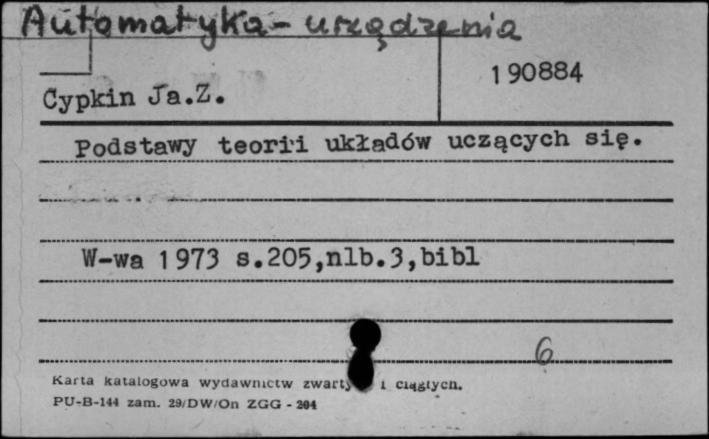 Automatyka - urządzenia
190884
Cypkin Ja.Z.
Podstawy teorii układów uczących się.
W-wa 1973 s.205,nlb.3,bibl
6
Karta katalogowa wydawnictw i ciągłych.
PU-B-144 zam. 29/DW/On ZGG - 204